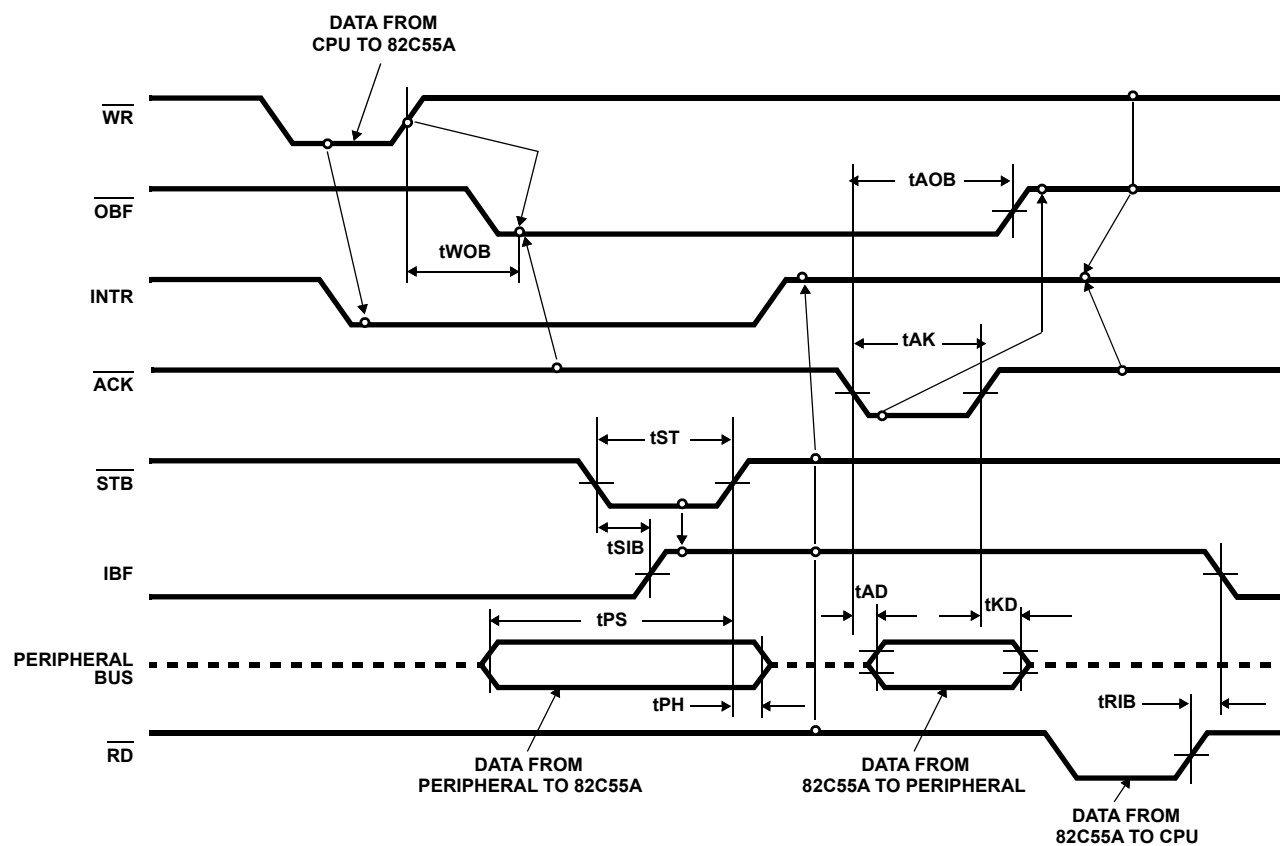 DATA FROM
CPU TO 82C55A
WR
OBF
tAOB
tWOB
INTR
tAK
ACK
tST
STB
tSIB
IBF
tAD
tKD
tPS
PERIPHERAL
BUS
tPH
tRIB
RD
DATA FROM
PERIPHERAL TO 82C55A
DATA FROM
82C55A TO PERIPHERAL
DATA FROM
82C55A TO CPU